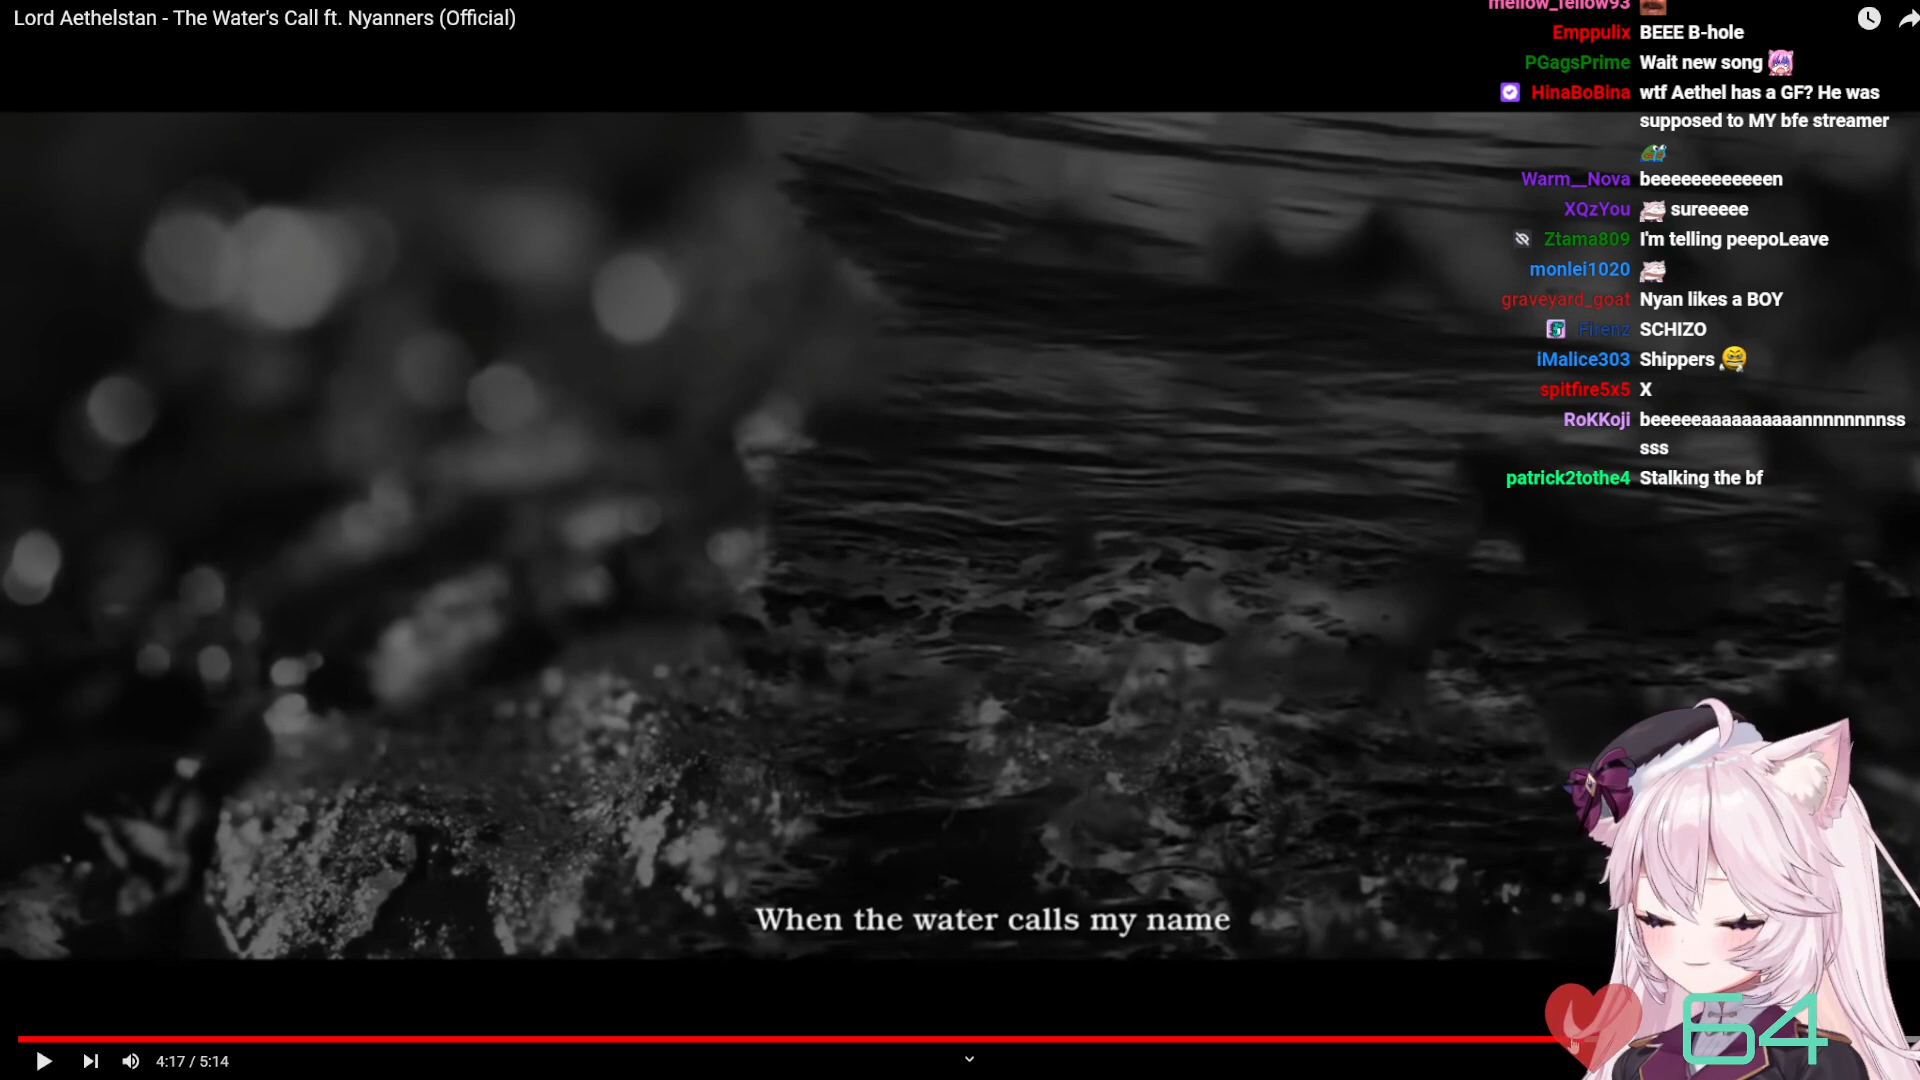 Lord Aethelstan - The Water's Call ft. Nyanners (Official)
mellow_fellow93
Emppulix BEEE B-hole
PGagsPrime Wait new song
HinaBoBina wtf Aethel has a GF? He was
supposed to MY bfe streamer
Warm__Nova beeeeeeeeeeeen
XQzYou sureeeee
Ztama809 I'm telling peepoLeave
monlei1020
graveyard_goat Nyan likes a BOY
Firenz SCHIZO
iMalice303 Shippers
spitfire5x5 X
RoKKoji beeeeeaaaaaaaaaannnnnnnnss
sss
patrick2tothe4 Stalking the bf
When the water calls my name
64
4:17 / 5:14